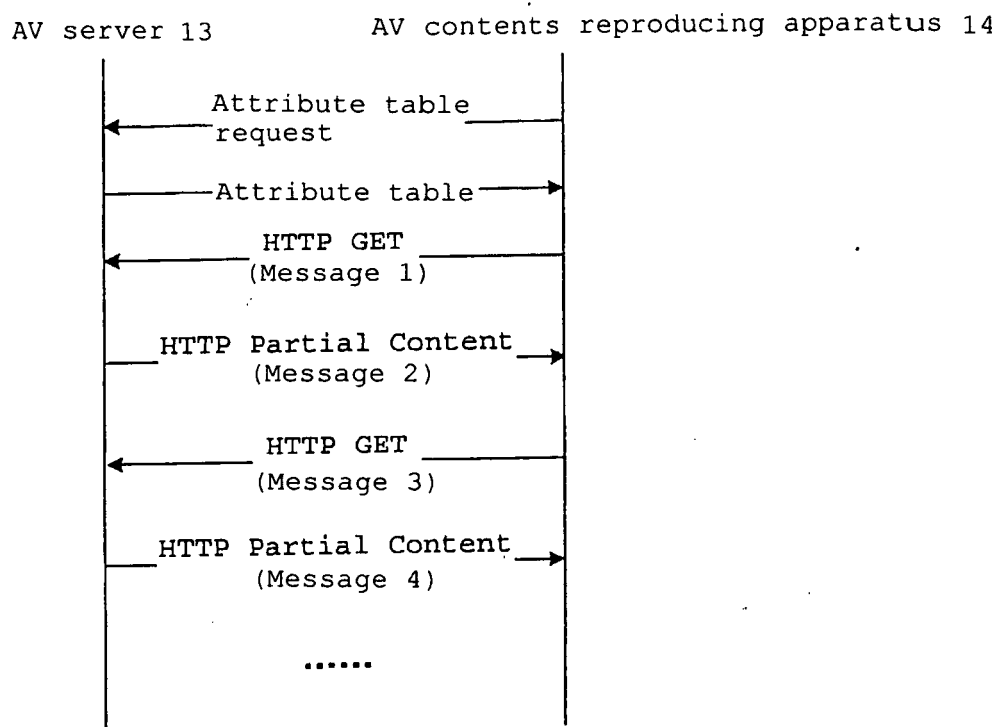 AV server 13
AV contents reproducing apparatus 14
Attribute table
request
Attribute table
HTTP GET
(Message 1)
HTTP Partial Content
(Message 2)
HTTP GET
(Message 3)
HTTP Partial Content
(Message 4)
......